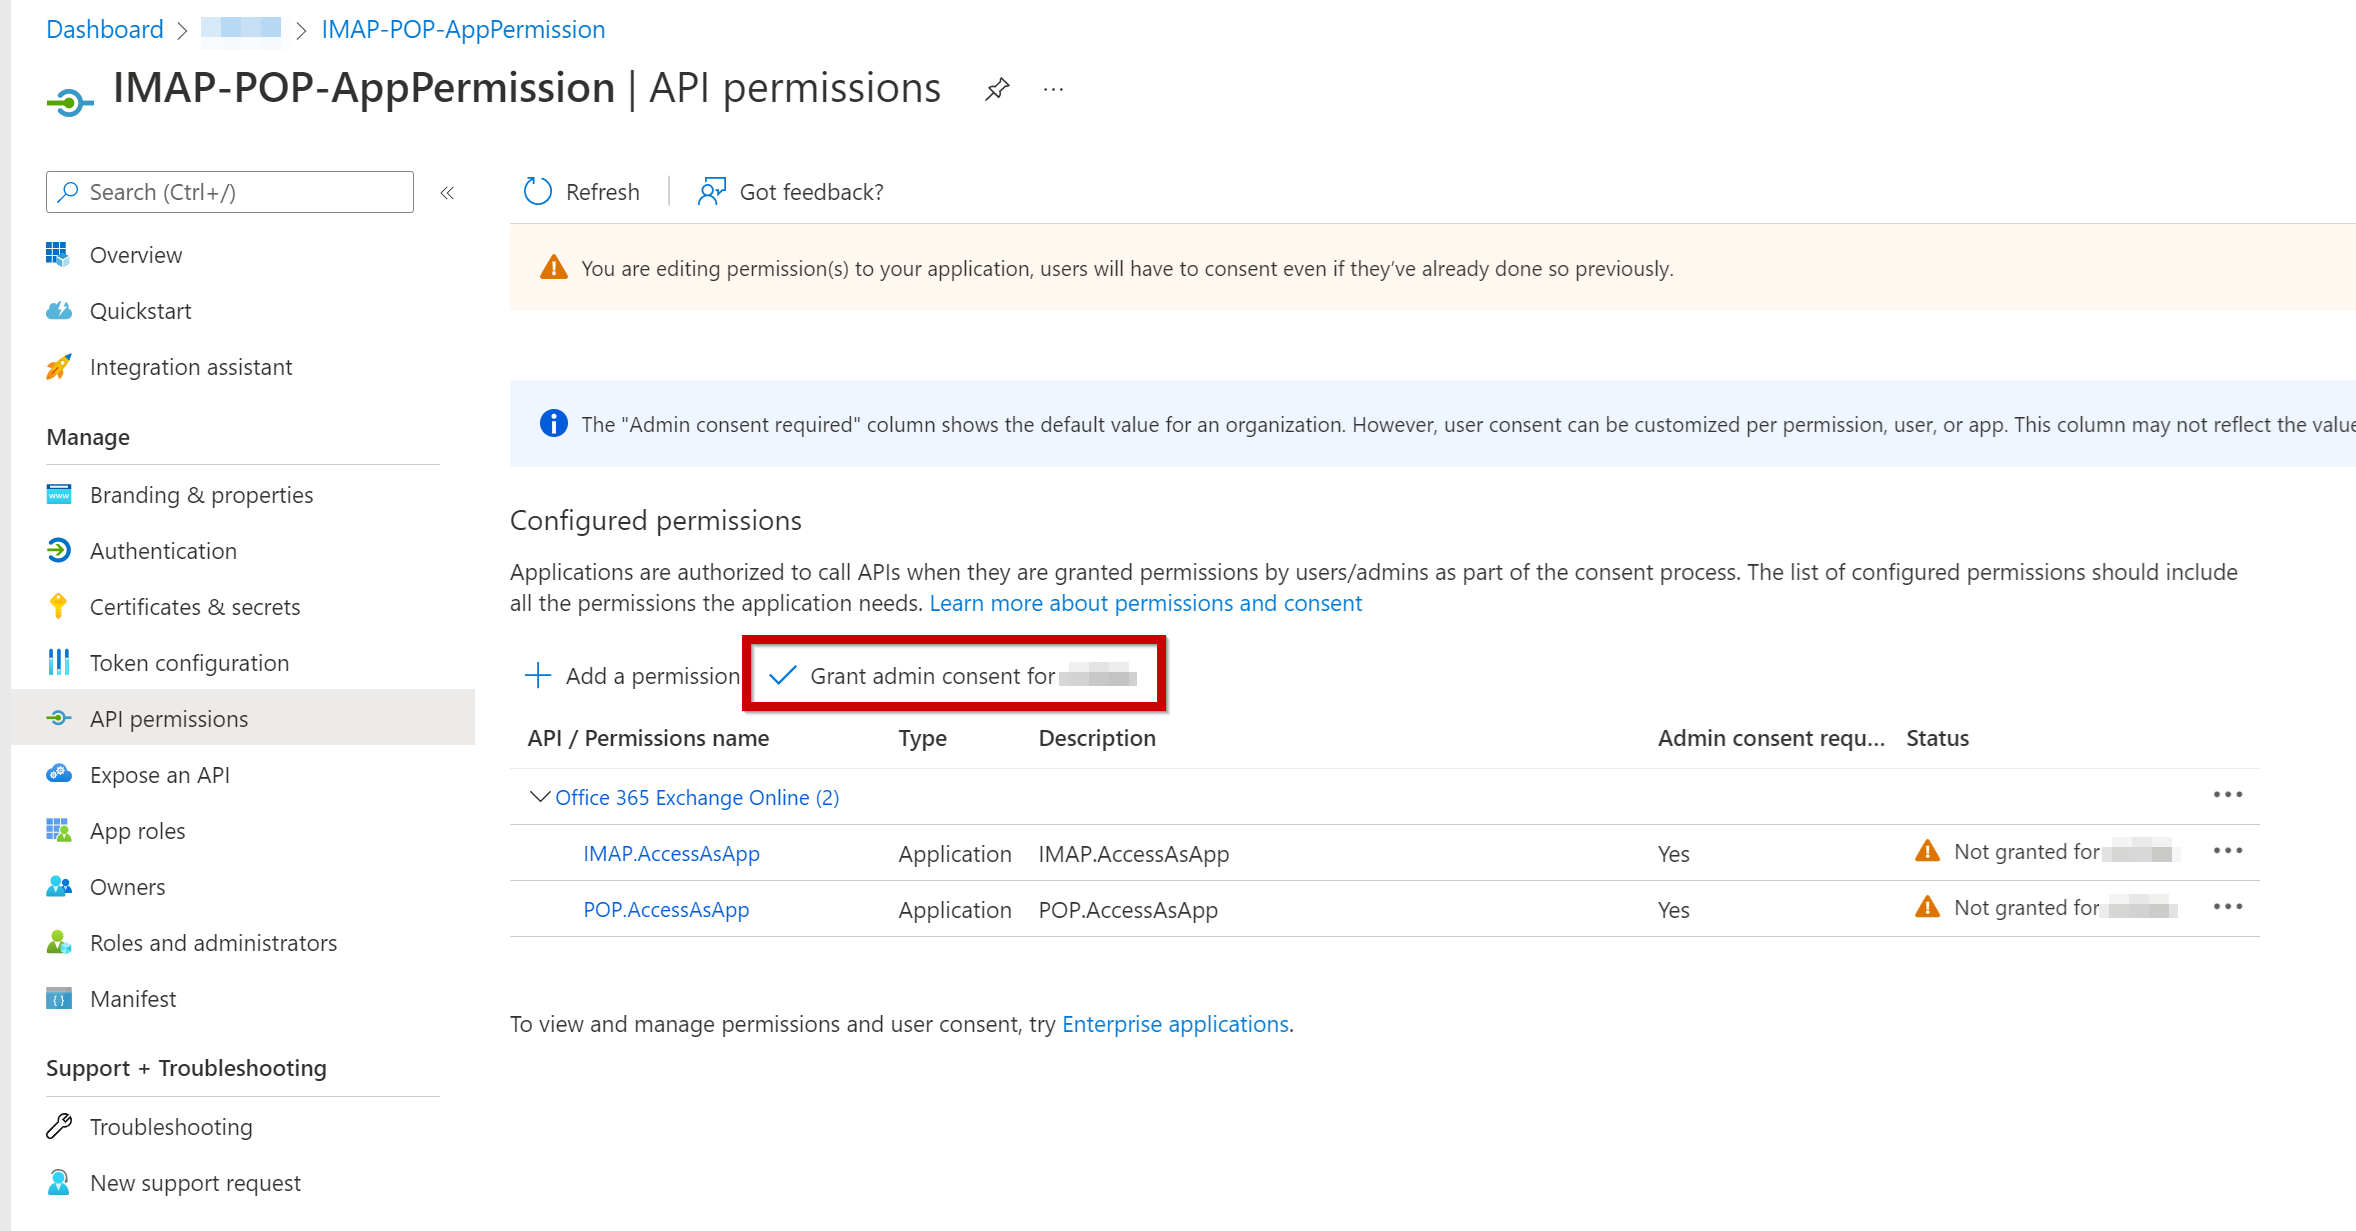 Dashboard > > IMAP-POP-AppPermission
IMAP-POP-AppPermission | API permissions
Search (Ctrl+/)
Overview
Quickstart
Integration assistant
Manage
Branding & properties
Authentication
Certificates & secrets
Token configuration
API permissions
Expose an API
App roles
Owners
Roles and administrators
Manifest
Support + Troubleshooting
Troubleshooting
New support request
Refresh | Got feedback?
You are editing permission(s) to your application, users will have to consent even if they’ve already done so previously.
The "Admin consent required" column shows the default value for an organization. However, user consent can be customized per permission, user, or app. This column may not reflect the value
Configured permissions
Applications are authorized to call APIs when they are granted permissions by users/admins as part of the consent process. The list of configured permissions should include
all the permissions the application needs. Learn more about permissions and consent
Add a permission Grant admin consent for
API / Permissions name Type Description Admin consent requ... Status
Office 365 Exchange Online (2)
IMAP.AccessAsApp Application IMAP.AccessAsApp Yes Not granted for
POP.AccessAsApp Application POP.AccessAsApp Yes Not granted for
To view and manage permissions and user consent, try Enterprise applications.